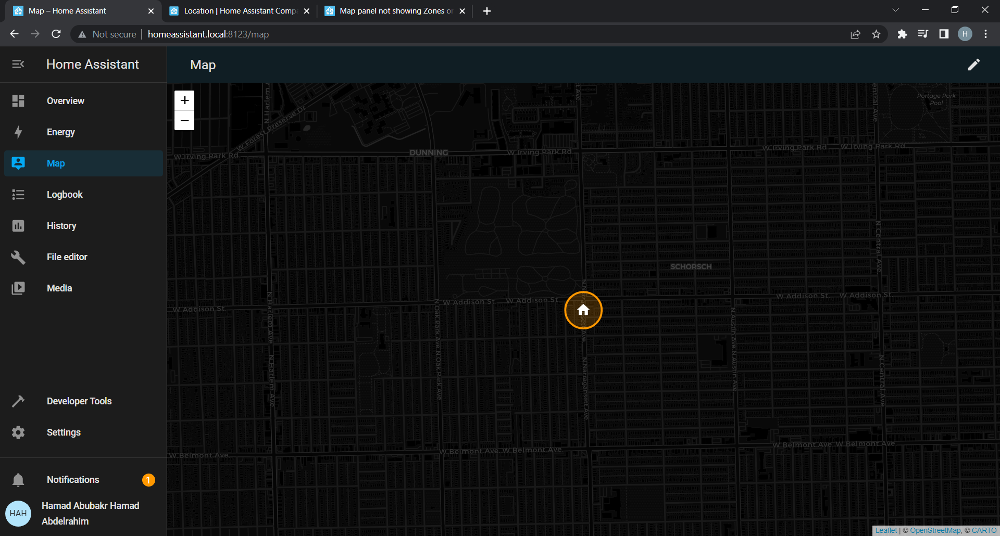 Map – Home Assistant
Location | Home Assistant Comp
Map panel not showing Zones or
Not secure
homeassistant.local:8123/map
H
Home Assistant
Map
Overview
Energy
Map
Logbook
History
File editor
Media
Developer Tools
Settings
Notifications
1
HAH
Hamad Abubakr Hamad
Abdelrahim
+
−
N Harlem
W Forest Preserve Dr
tt Ave
entral Ave
Portage Park
Pool
W Irving Park Rd
DUNNING
W Irving Park Rd
W Irving Park Rd
W Irving Park Rd
N Central Ave
SCHORSCH
W Addison St
W Addison St
W Addison St
W Addison St
W Addison St
N Harlem Ave
N Oak Park Ave
N Austin Ave
N Harlem Ave
N Oak Park Ave
N Narragansett Ave
N Austin Ave
N Central Ave
W Belmont Ave
W Belmont Ave
W Belmont Ave
W Belmont Ave
W Belmont Ave
Leaflet | © OpenStreetMap, © CARTO